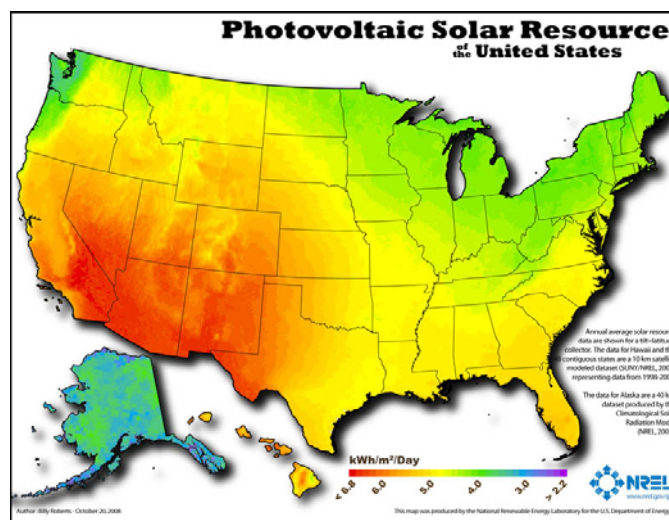 Photovoltaic Solar Resource
of the United States
Annual average solar resour
data are shown for a tilt=latitud
collector. The data for Hawaii and th
contiguous states are a 10 km satelli
modeled dataset (SUNY/NREL, 200
representing data from 1998-200
The data for Alaska are a 40 k
dataset produced by th
Climatological Sol
Radiation Mod
(NREL, 200
kWh/m²/Day
< 6.8 6.0 5.0 4.0 3.0 > 2.2
NREL
Author: Billy Roberts - October 20, 2008
This map was produced by the National Renewable Energy Laboratory for the U.S. Department of Energ